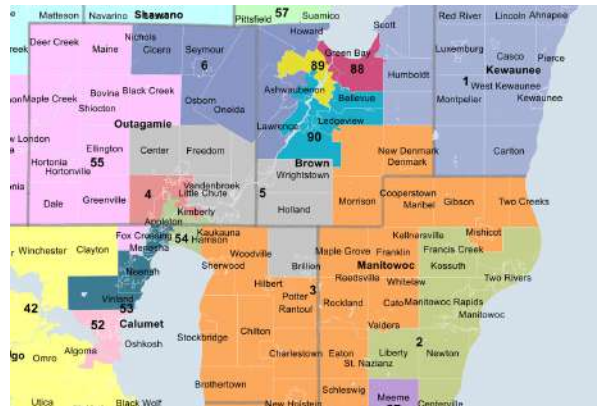 Matteson
Navarino
Shawano
Pittsfield
57
Suamico
Scott
Red River
Lincoln
Ahnapee
Deer Creek
Maine
Nichols
Cicero
Seymour
6
Howard
Green Bay
89
88
Luxemburg
Casco
Pierce
Kewaunee
1
Humboldt
Maple Creek
Bovina
Black Creek
Shiocton
Osborn
Oneida
Ashwaubenon
Bellevue
Montpelier
West Kewaunee
Kewaunee
Outagamie
Lawrence
Ledgeview
90
London
Ellington
55
Center
Freedom
Brown
New Denmark
Denmark
Carlton
Hortonia
Hortonville
Wrightstown
Dale
Greenville
4
Vandenbroek
Little Chute
Kimberly
5
Holland
Morrison
Cooperstown
Maribel
Gibson
Two Creeks
Appleton
Winchester
Clayton
Fox Crossing
Menasha
54
Kaukauna
Harrison
Kellnersville
Mishicot
Neenah
Woodville
Sherwood
Brillion
Maple Grove
Franklin
Francis Creek
Manitowoc
Kossuth
42
Vinland
53
Hilbert
Potter
3
Rantoul
Reedsville
Whitelaw
Two Rivers
Rockland
Cato
Manitowoc Rapids
Manitowoc
52
Calumet
Algoma
Oshkosh
Omro
Stockbridge
Chilton
Valders
2
Charlestown
Eaton
Liberty
Newton
St. Nazianz
Brothertown
Utica
Black Wolf
New Holstein
Schleswig
Meeme
Centerville